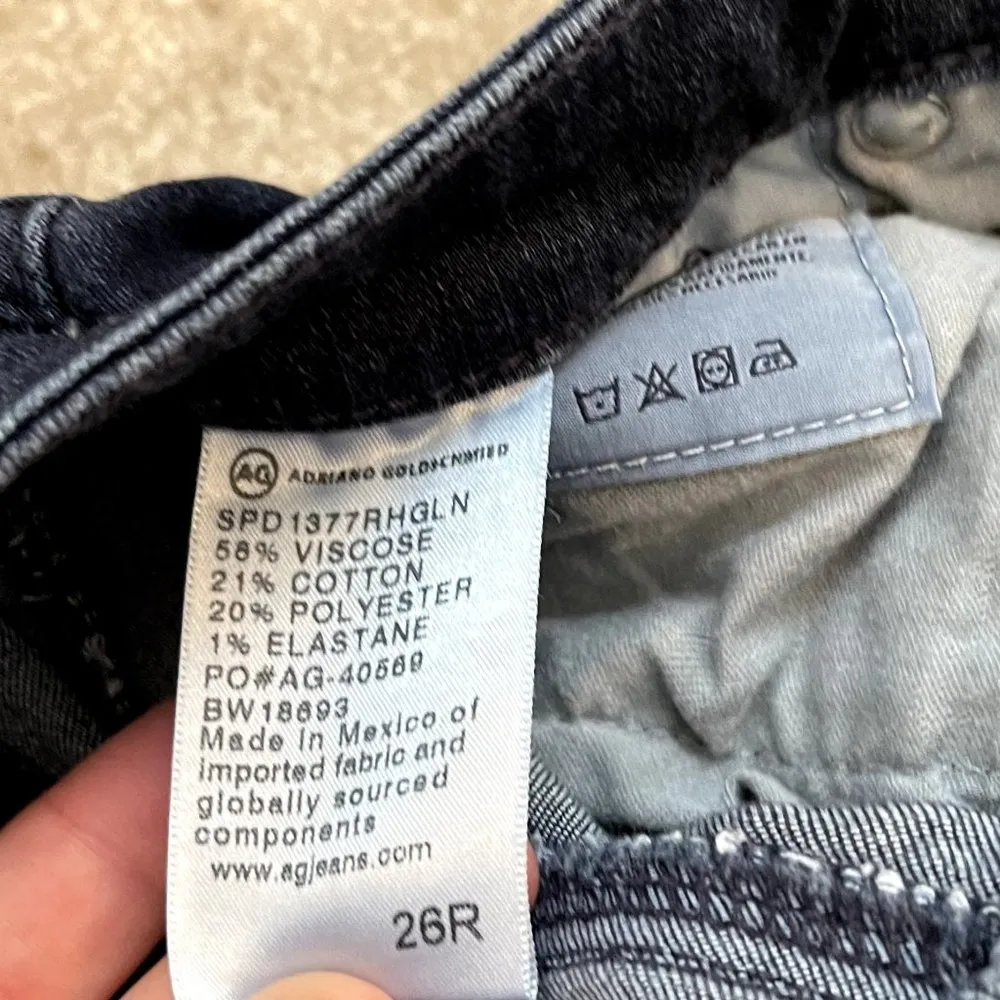 AG ADRIANO GOLDSCHMIED
SPD1377RHGLN
58% VISCOSE
21% COTTON
20% POLYESTER
1% ELASTANE
PO#AG-40569
BW18693
Made in Mexico of
imported fabric and
globally sourced
components
www.agjeans.com
26R